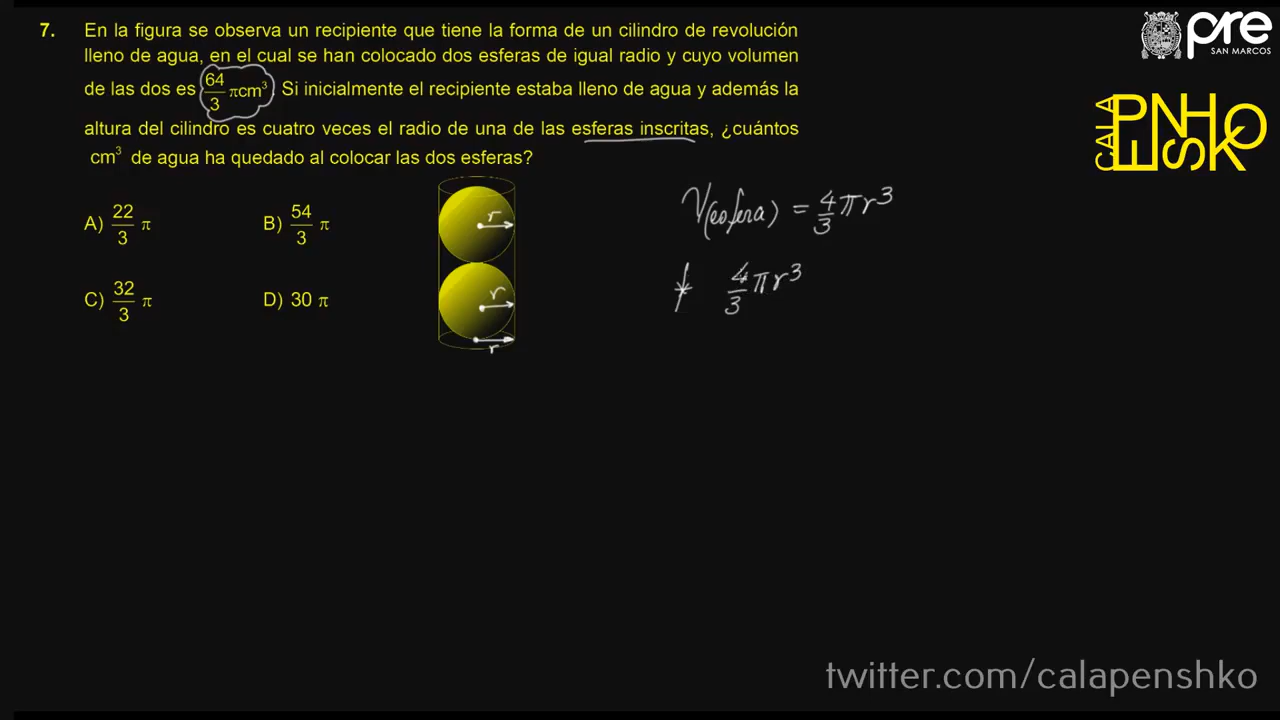 7. En la figura se observa un recipiente que tiene la forma de un cilindro de revolución
lleno de agua, en el cual se han colocado dos esferas de igual radio y cuyo volumen
de las dos es 64/3 πcm³. Si inicialmente el recipiente estaba lleno de agua y además la
altura del cilindro es cuatro veces el radio de una de las esferas inscritas, ¿cuántos
cm³ de agua ha quedado al colocar las dos esferas?
A) 22/3 π B) 54/3 π
C) 32/3 π D) 30 π
r
r
r
V(esfera) = 4/3 πr³
* 4/3 πr³
pre
SAN MARCOS
CALA
PENSHKO
twitter.com/calapenshko